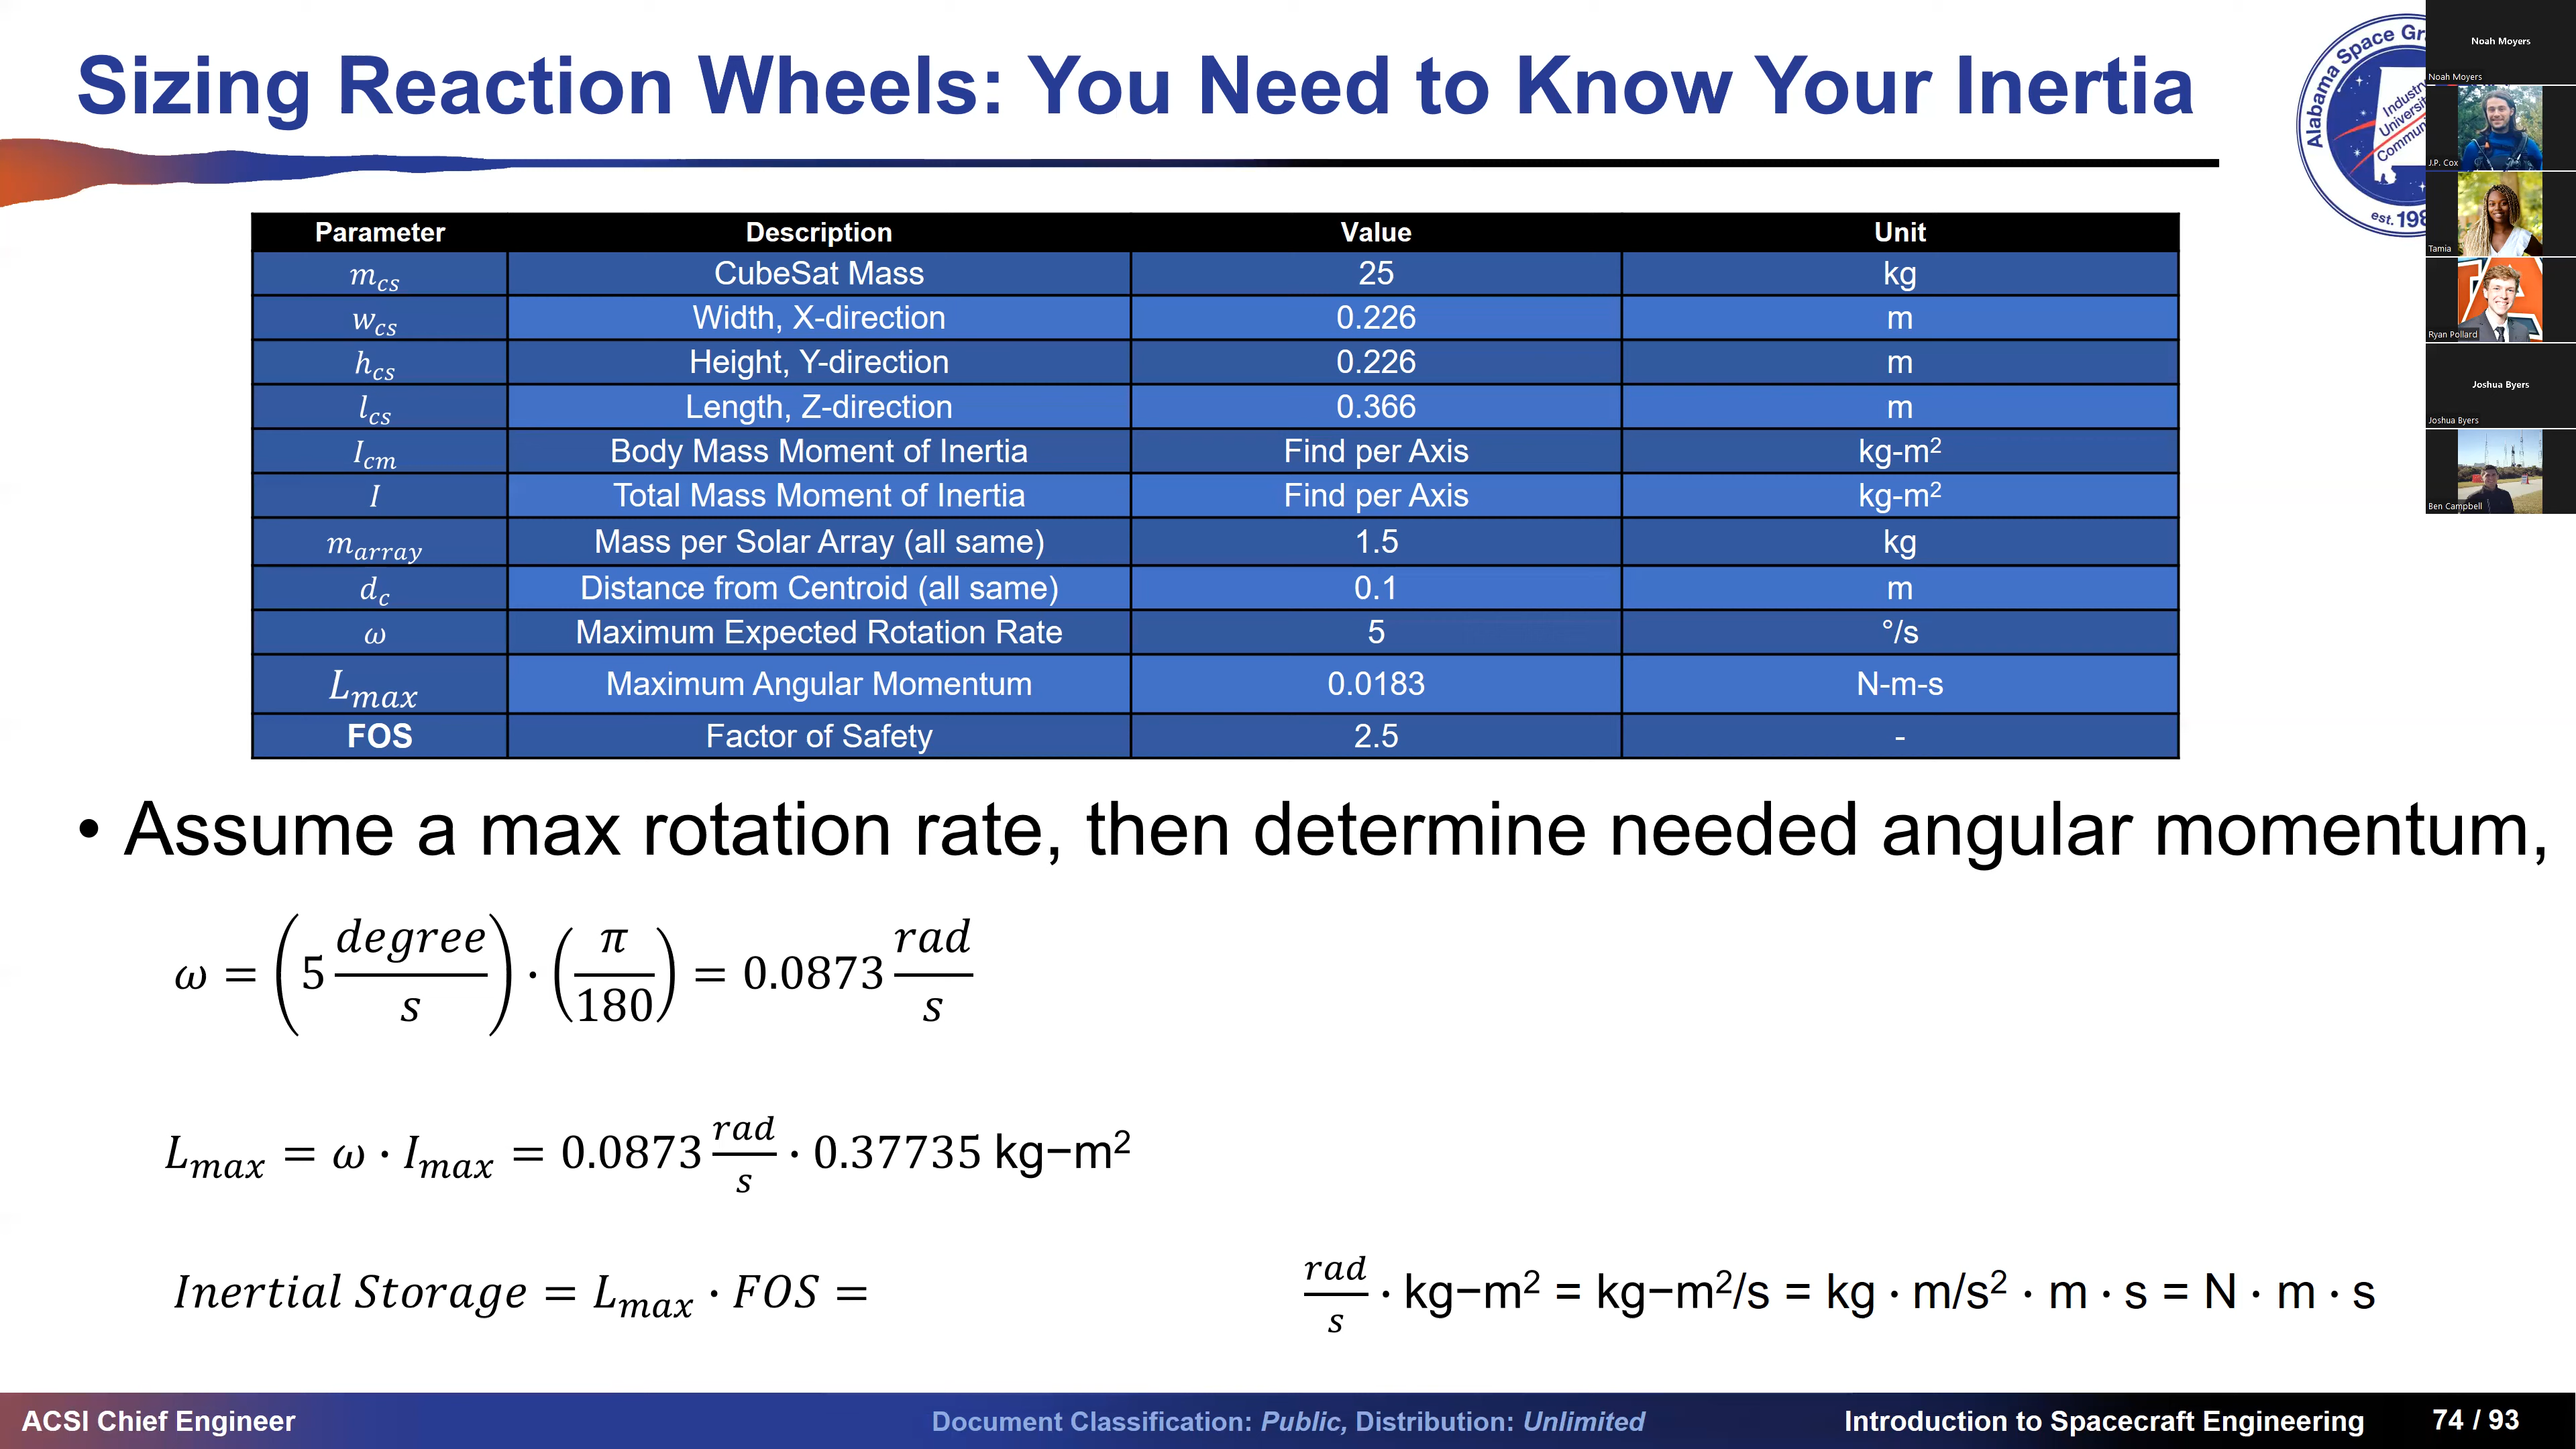 Sizing Reaction Wheels: You Need to Know Your Inertia
Alabama Space Gr
Industr
Universit
Commun
est. 198
Noah Moyers
Noah Moyers
J.P. Cox
Tamia
Ryan Pollard
Joshua Byers
Joshua Byers
Ben Campbell
Parameter Description Value Unit
m_cs CubeSat Mass 25 kg
w_cs Width, X-direction 0.226 m
h_cs Height, Y-direction 0.226 m
l_cs Length, Z-direction 0.366 m
I_cm Body Mass Moment of Inertia Find per Axis kg-m²
I Total Mass Moment of Inertia Find per Axis kg-m²
m_array Mass per Solar Array (all same) 1.5 kg
d_c Distance from Centroid (all same) 0.1 m
ω Maximum Expected Rotation Rate 5 °/s
L_max Maximum Angular Momentum 0.0183 N-m-s
FOS Factor of Safety 2.5 -
• Assume a max rotation rate, then determine needed angular momentum,
ω = (5 degree/s) · (π/180) = 0.0873 rad/s
L_max = ω · I_max = 0.0873 rad/s · 0.37735 kg−m²
Inertial Storage = L_max · FOS =
rad/s · kg−m² = kg−m²/s = kg · m/s² · m · s = N · m · s
ACSI Chief Engineer
Document Classification: Public, Distribution: Unlimited
Introduction to Spacecraft Engineering
74 / 93